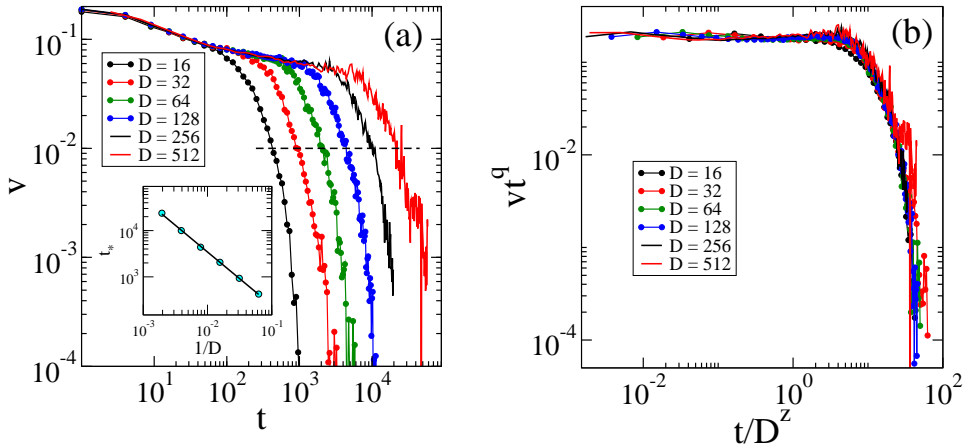 (a)
10^-1
10^-2
10^-3
10^-4
v
D = 16
D = 32
D = 64
D = 128
D = 256
D = 512
t*
10^4
10^3
10^-3
10^-2
10^-1
1/D
10^1
10^2
10^3
10^4
t
(b)
10^-2
10^-4
vt^q
D = 16
D = 32
D = 64
D = 128
D = 256
D = 512
10^-2
10^0
10^2
t/D^z